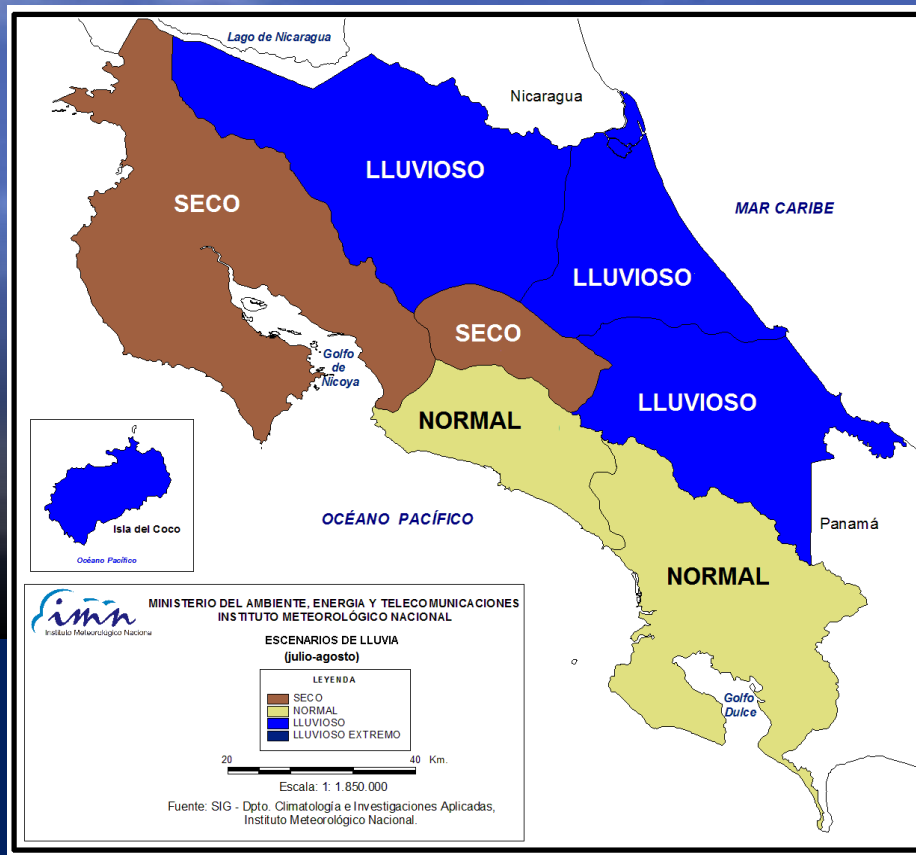 Lago de Nicaragua
Nicaragua
LLUVIOSO
SECO
MAR CARIBE
LLUVIOSO
SECO
Golfo
de
Nicoya
LLUVIOSO
NORMAL
Isla del Coco
Océano Pacífico
OCÉANO PACÍFICO
Panamá
NORMAL
Golfo
Dulce
imn
Instituto Meteorológico Naciona
MINISTERIO DEL AMBIENTE, ENERGIA Y TELECOMUNICACIONES
INSTITUTO METEOROLÓGICO NACIONAL
ESCENARIOS DE LLUVIA
(julio-agosto)
LEYENDA
SECO
NORMAL
LLUVIOSO
LLUVIOSO EXTREMO
20 40 Km.
Escala: 1: 1.850.000
Fuente: SIG - Dpto. Climatología e Investigaciones Aplicadas,
Instituto Meteorológico Nacional.